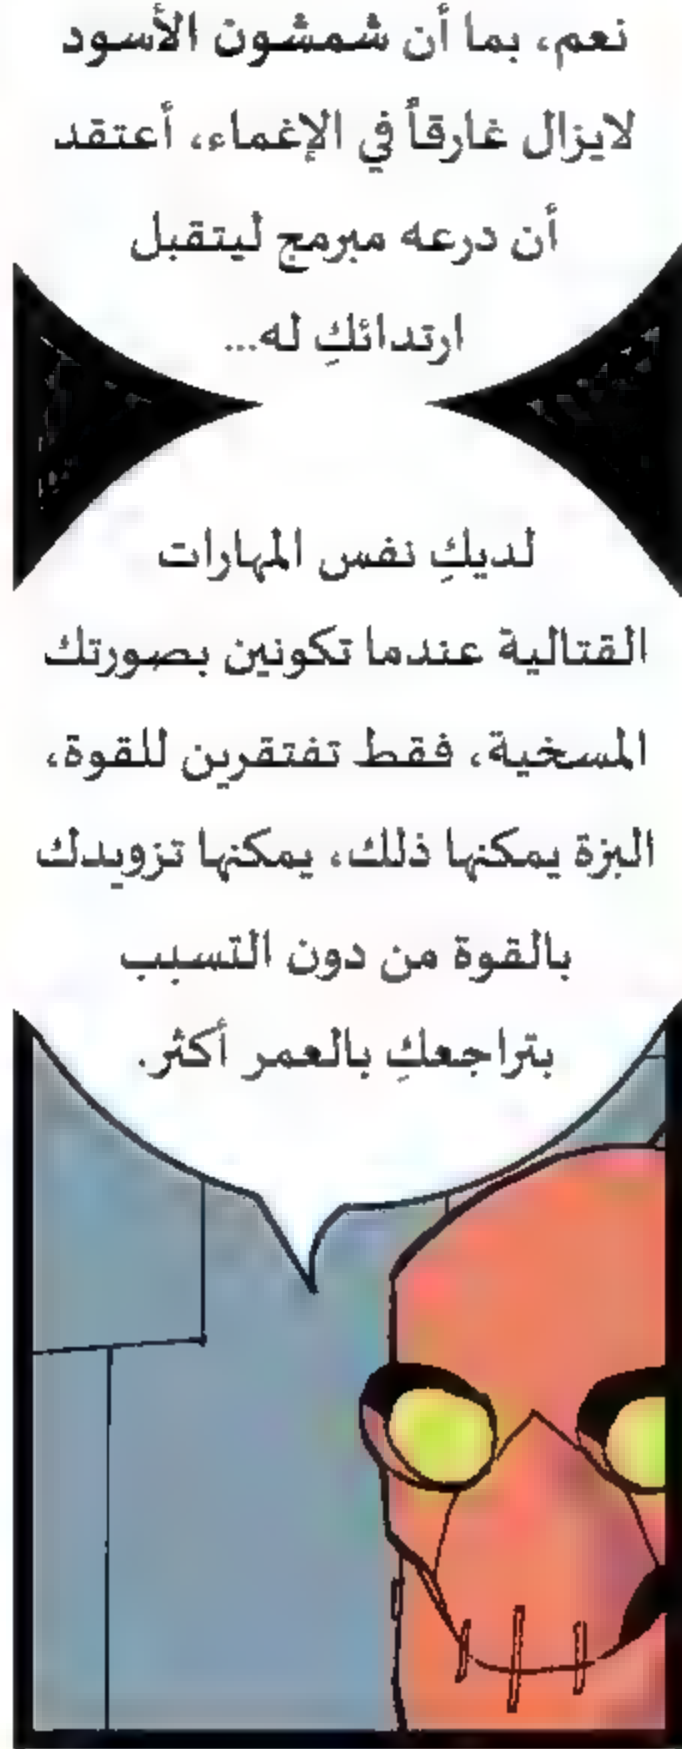 نعم، بما أن شمشون الأسود
لايزال غارقاً في الإغماء، أعتقد
أن درعه مبرمج ليتقبل
ارتدائكِ له...
لديكِ نفس المهارات
القتالية عندما تكونين بصورتك
المسخية، فقط تفتقرين للقوة،
البزة يمكنها ذلك، يمكنها تزويدك
بالقوة من دون التسبب
بتراجعكِ بالعمر أكثر.